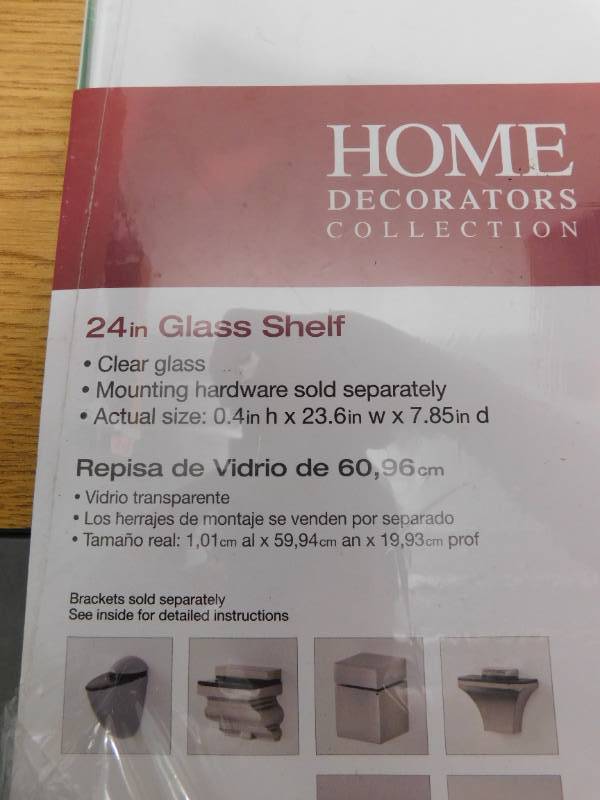 HOME
DECORATORS
COLLECTION
24in Glass Shelf
• Clear glass
• Mounting hardware sold separately
• Actual size: 0.4in h x 23.6in w x 7.85in d
Repisa de Vidrio de 60,96cm
• Vidrio transparente
• Los herrajes de montaje se venden por separado
• Tamaño real: 1,01cm al x 59,94cm an x 19,93cm prof
Brackets sold separately
See inside for detailed instructions